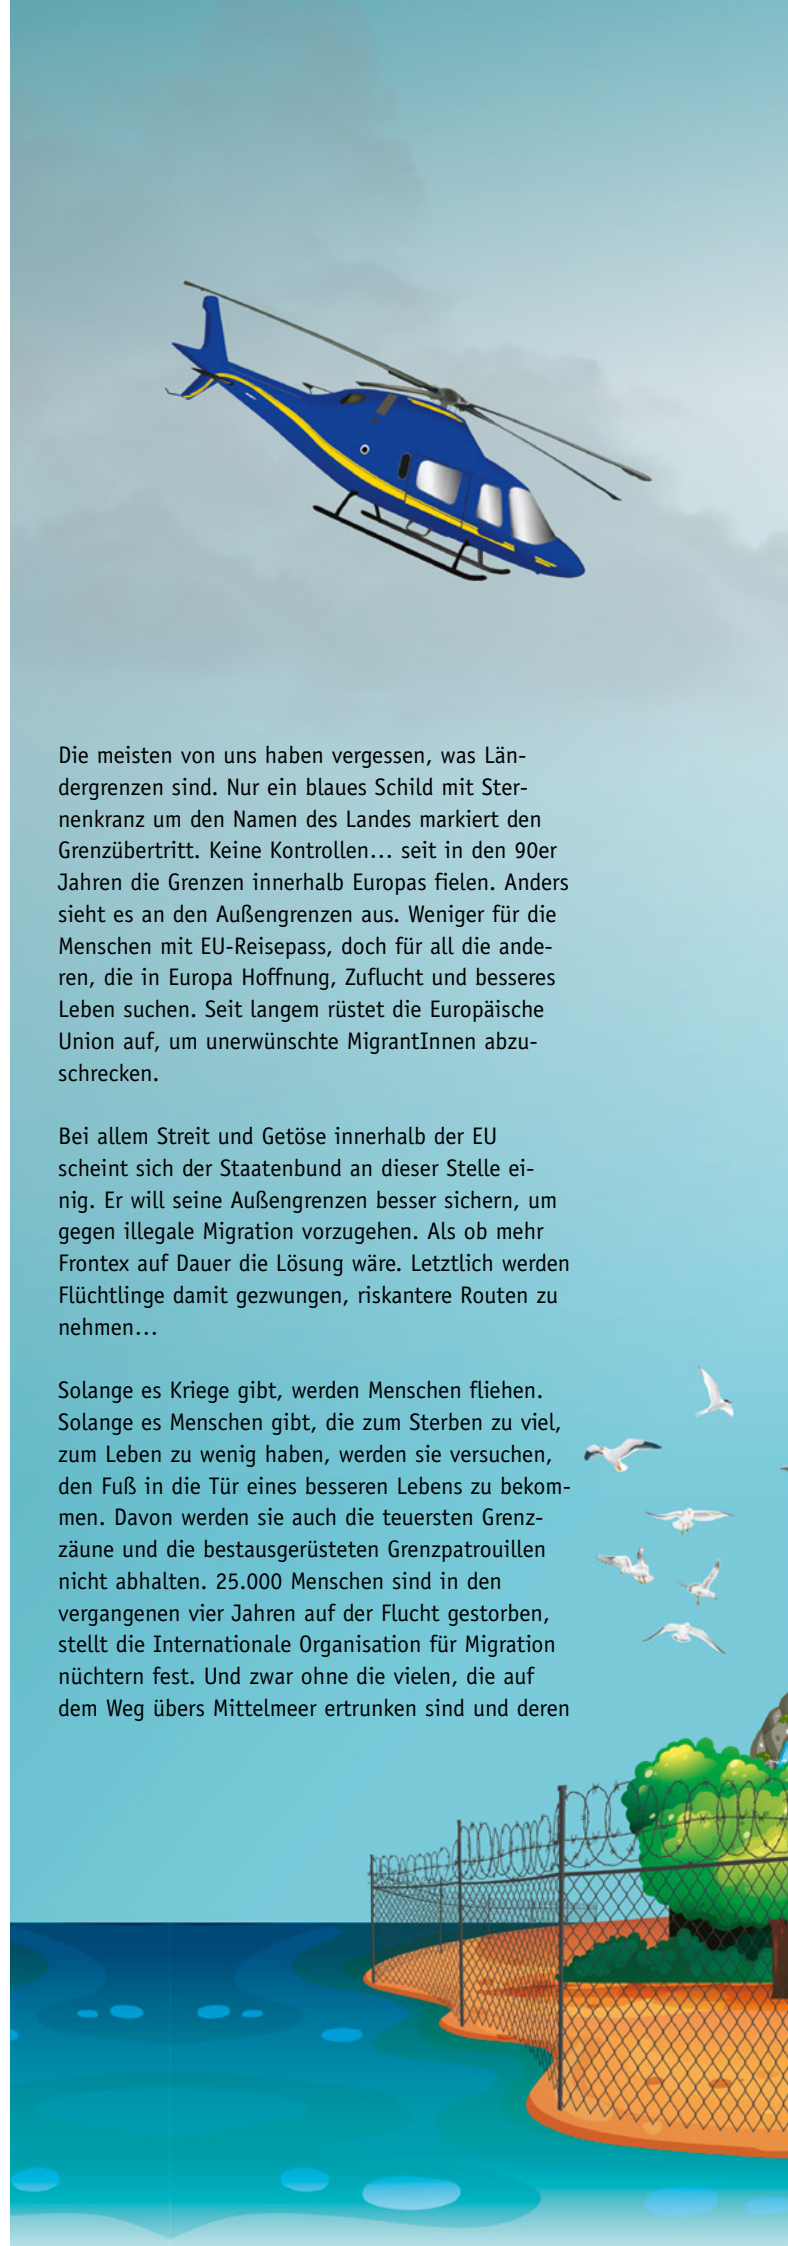 Die meisten von uns haben vergessen, was Län-
dergrenzen sind. Nur ein blaues Schild mit Ster-
nenkranz um den Namen des Landes markiert den
Grenzübertritt. Keine Kontrollen... seit in den 90er
Jahren die Grenzen innerhalb Europas fielen. Anders
sieht es an den Außengrenzen aus. Weniger für die
Menschen mit EU-Reisepass, doch für all die ande-
ren, die in Europa Hoffnung, Zuflucht und besseres
Leben suchen. Seit langem rüstet die Europäische
Union auf, um unerwünschte MigrantInnen abzu-
schrecken.

Bei allem Streit und Getöse innerhalb der EU
scheint sich der Staatenbund an dieser Stelle ei-
nig. Er will seine Außengrenzen besser sichern, um
gegen illegale Migration vorzugehen. Als ob mehr
Frontex auf Dauer die Lösung wäre. Letztlich werden
Flüchtlinge damit gezwungen, riskantere Routen zu
nehmen...

Solange es Kriege gibt, werden Menschen fliehen.
Solange es Menschen gibt, die zum Sterben zu viel,
zum Leben zu wenig haben, werden sie versuchen,
den Fuß in die Tür eines besseren Lebens zu bekom-
men. Davon werden sie auch die teuersten Grenz-
zäune und die bestausgerüsteten Grenzpatrouillen
nicht abhalten. 25.000 Menschen sind in den
vergangenen vier Jahren auf der Flucht gestorben,
stellt die Internationale Organisation für Migration
nüchtern fest. Und zwar ohne die vielen, die auf
dem Weg übers Mittelmeer ertrunken sind und deren